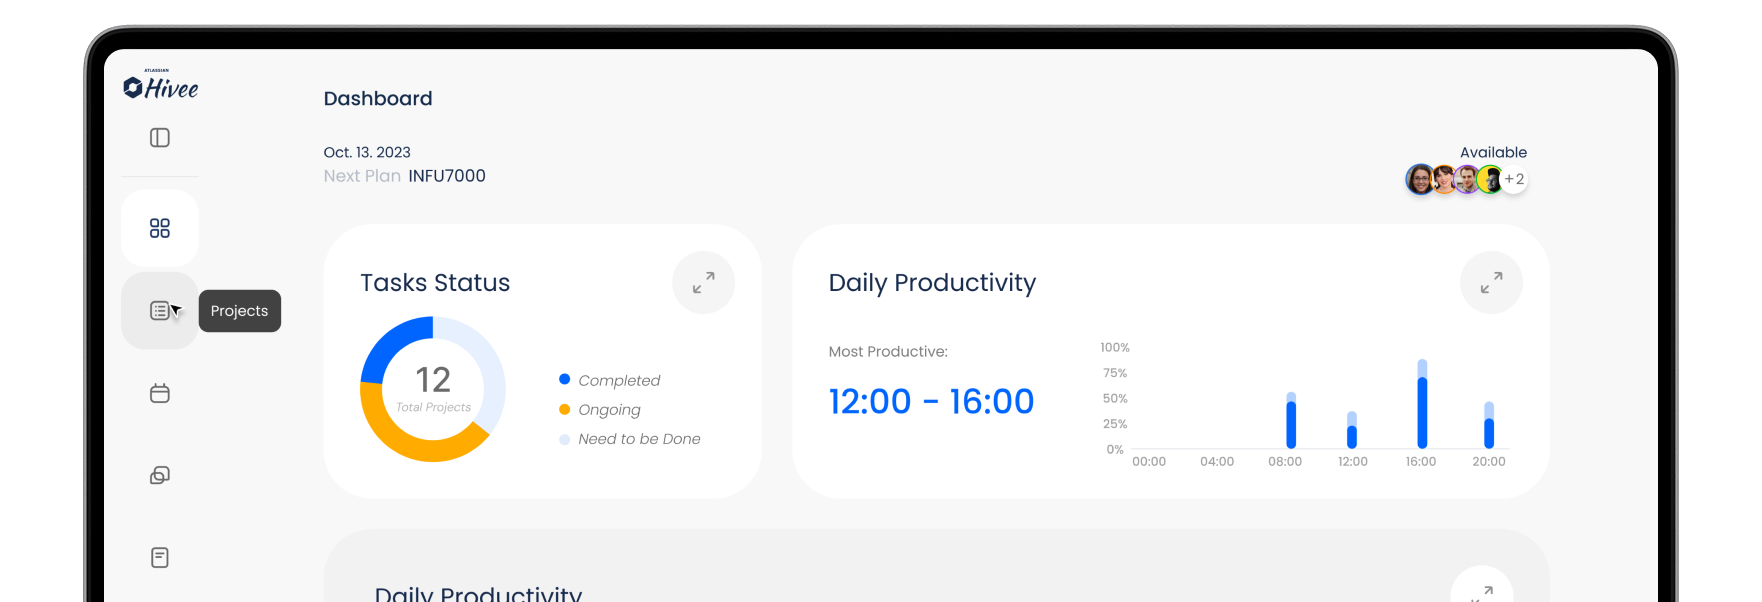 ATLASSIAN
Hivee
Dashboard
Oct. 13. 2023
Next Plan INFU7000
Available
+2
Projects
Tasks Status
12
Total Projects
Completed
Ongoing
Need to be Done
Daily Productivity
Most Productive:
12:00 - 16:00
100%
75%
50%
25%
0%
00:00 04:00 08:00 12:00 16:00 20:00
Daily Productivity